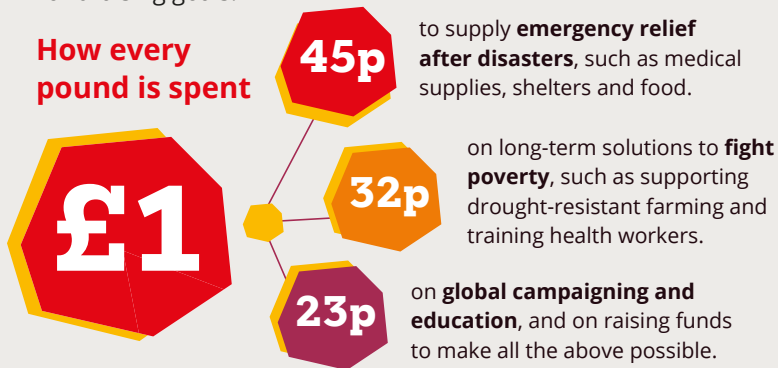 How every
pound is spent
£1
45p
to supply emergency relief
after disasters, such as medical
supplies, shelters and food.
32p
on long-term solutions to fight
poverty, such as supporting
drought-resistant farming and
training health workers.
23p
on global campaigning and
education, and on raising funds
to make all the above possible.